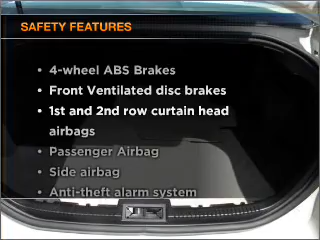 SAFETY FEATURES
• 4-wheel ABS Brakes
• Front Ventilated disc brakes
• 1st and 2nd row curtain head
airbags
• Passenger Airbag
• Side airbag
• Anti-theft alarm system